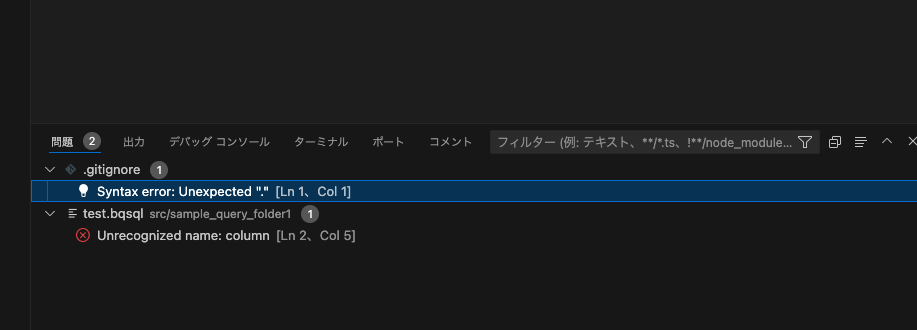 問題 2 出力 デバッグ コンソール ターミナル ポート コメント フィルター (例: テキスト、**/*.ts、!**/node_module...
.gitignore 1
Syntax error: Unexpected "." [Ln 1、Col 1]
test.bqsql src/sample_query_folder1 1
Unrecognized name: column [Ln 2、Col 5]